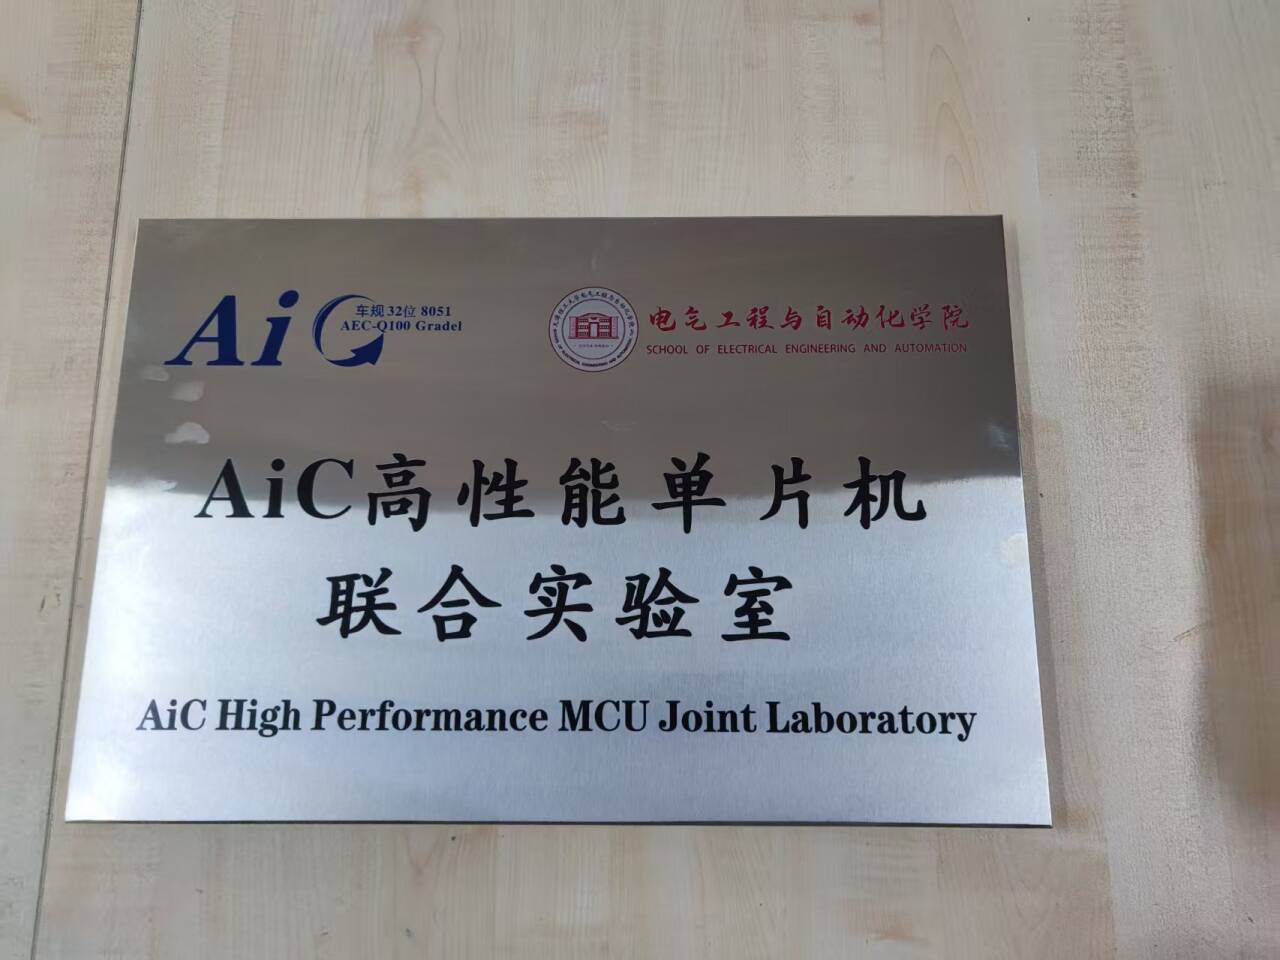 AiC
车规 32位 8051
AEC-Q100 Grade1
电气工程与自动化学院
SCHOOL OF ELECTRICAL ENGINEERING AND AUTOMATION
AiC高性能单片机
联合实验室
AiC High Performance MCU Joint Laboratory